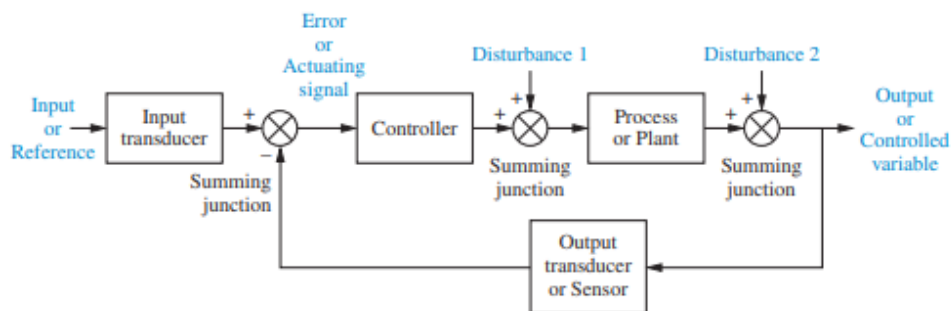 Error
or
Actuating
signal
Disturbance 1
Disturbance 2
Input
or
Reference
Input
transducer
+
−
Summing
junction
Controller
+
+
Summing
junction
Process
or Plant
+
+
Summing
junction
Output
or
Controlled
variable
Output
transducer
or Sensor